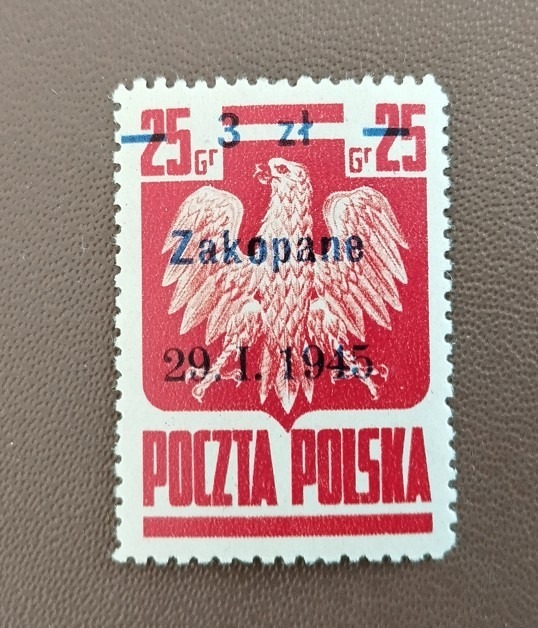 25 Gr 3 zł Gr 25
Zakopane
29. I. 1945
POCZTA POLSKA